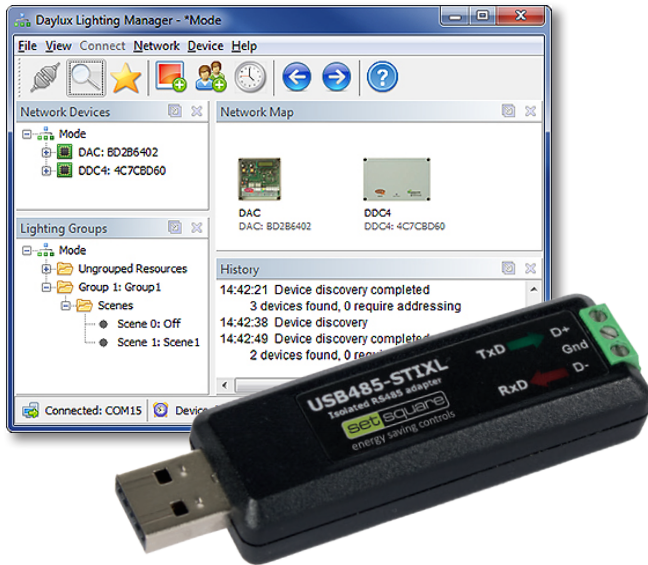 Daylux Lighting Manager - *Mode
File View Connect Network Device Help
Network Devices
Mode
DAC: BD2B6402
DDC4: 4C7CBD60
Network Map
DAC
DAC: BD2B6402
DDC4
DDC4: 4C7CBD60
Lighting Groups
Mode
Ungrouped Resources
Group 1: Group1
Scenes
Scene 0: Off
Scene 1: Scene1
History
14:42:21 Device discovery completed
3 devices found, 0 require addressing
14:42:38 Device discovery
14:42:49 Device discovery completed
2 devices found, 0
Connected: COM15
USB485-STIXL
Isolated RS485 adapter
setsquare
energy saving controls
TxD
D+
Gnd
RxD
D-